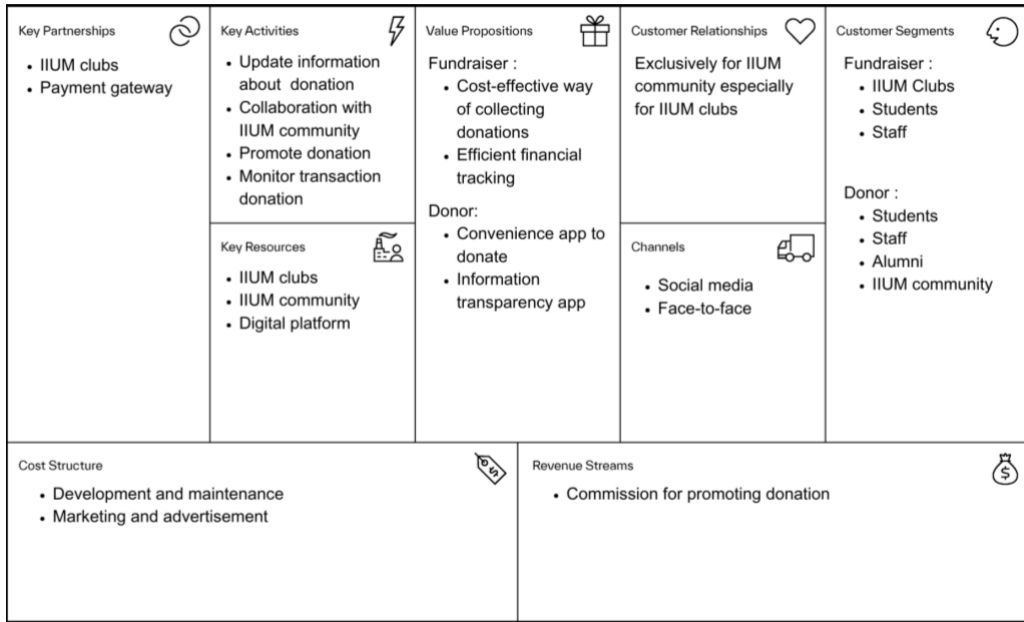 Key Partnerships
• IIUM clubs
• Payment gateway
Key Activities
• Update information
about donation
• Collaboration with
IIUM community
• Promote donation
• Monitor transaction
donation
Key Resources
• IIUM clubs
• IIUM community
• Digital platform
Value Propositions
Fundraiser :
• Cost-effective way
of collecting
donations
• Efficient financial
tracking
Donor:
• Convenience app to
donate
• Information
transparency app
Customer Relationships
Exclusively for IIUM
community especially
for IIUM clubs
Channels
• Social media
• Face-to-face
Customer Segments
Fundraiser :
• IIUM Clubs
• Students
• Staff
Donor :
• Students
• Staff
• Alumni
• IIUM community
Cost Structure
• Development and maintenance
• Marketing and advertisement
Revenue Streams
• Commission for promoting donation